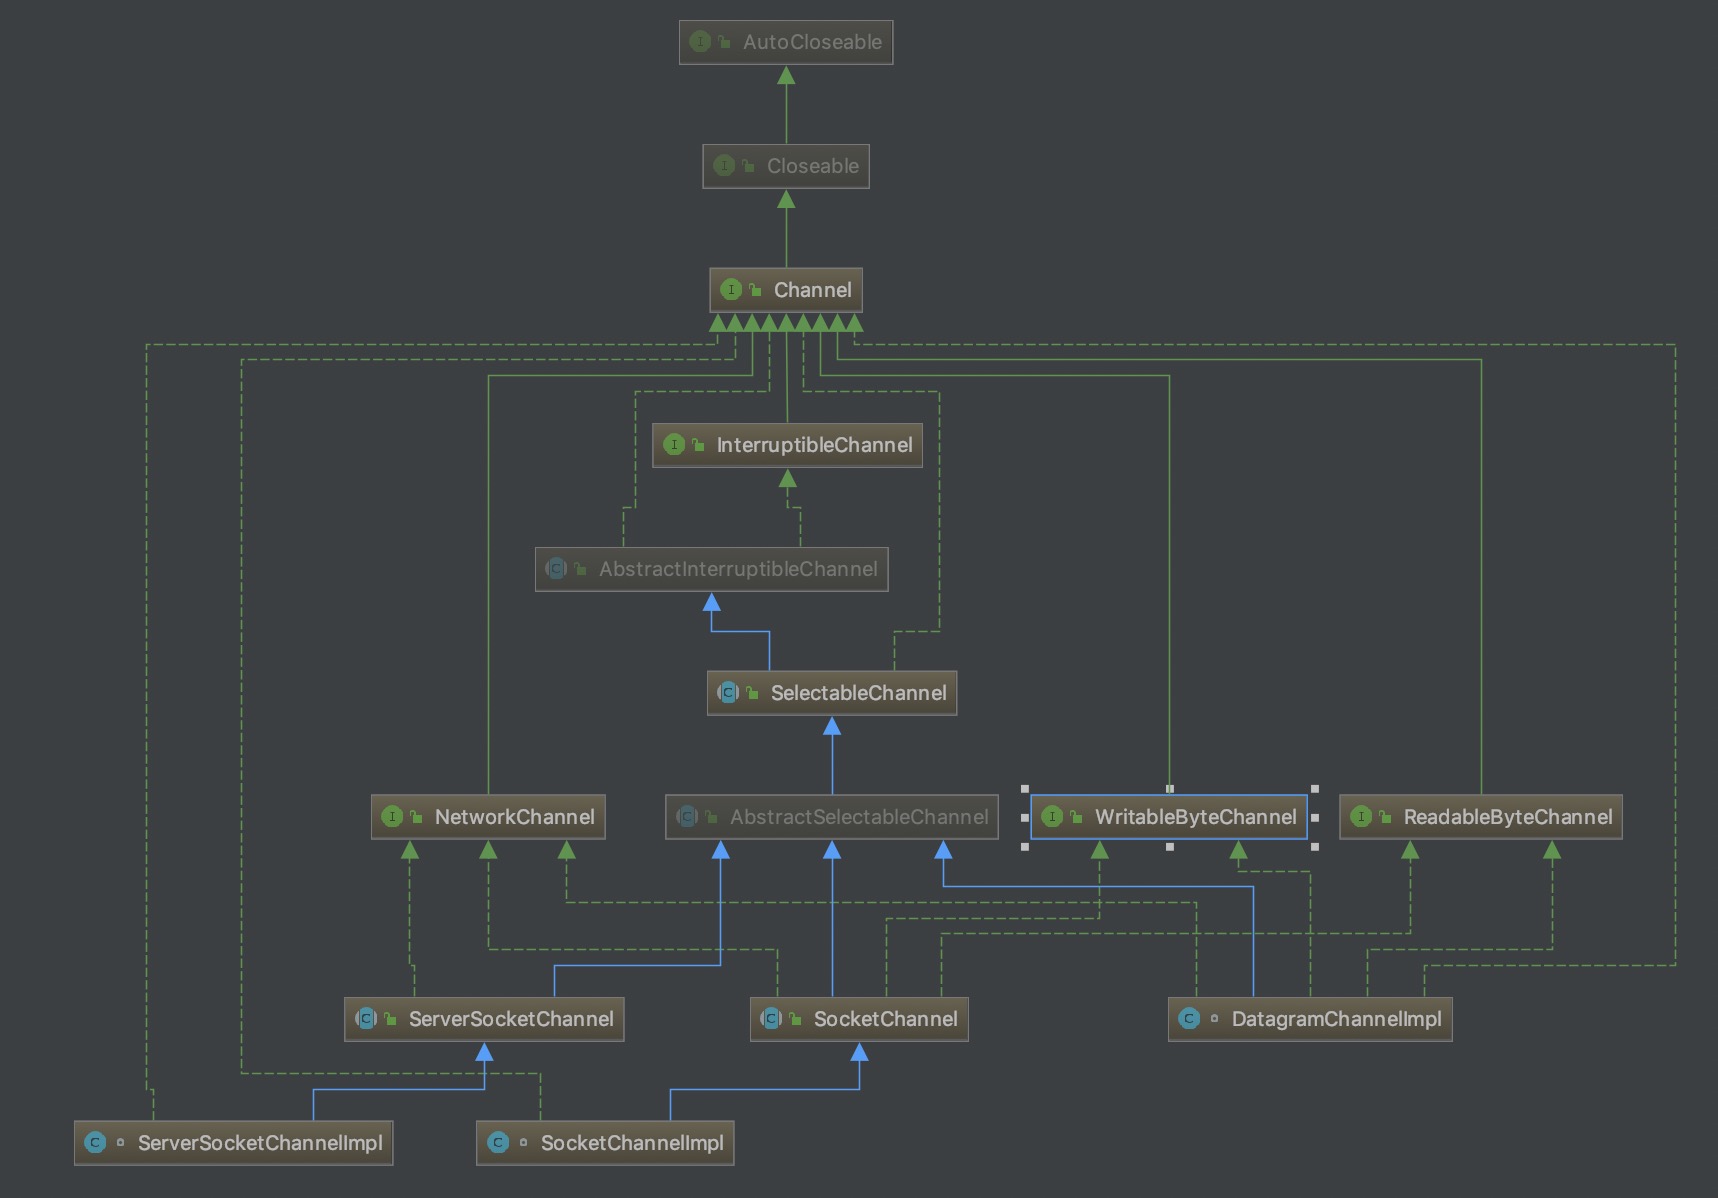 AutoCloseable
Closeable
Channel
InterruptibleChannel
AbstractInterruptibleChannel
SelectableChannel
NetworkChannel
AbstractSelectableChannel
WritableByteChannel
ReadableByteChannel
ServerSocketChannel
SocketChannel
DatagramChannelImpl
ServerSocketChannelImpl
SocketChannelImpl